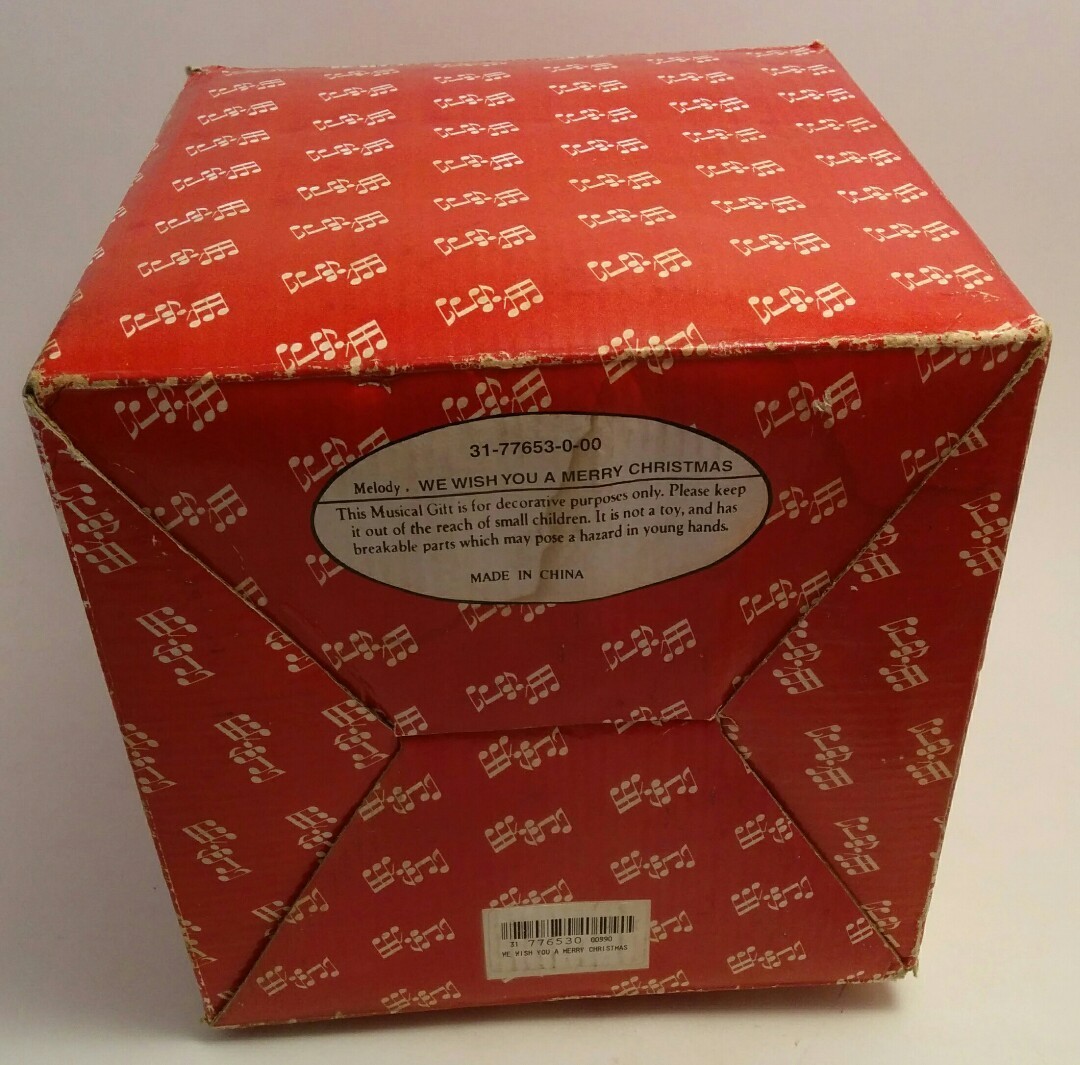 31-77653-0-00
Melody . WE WISH YOU A MERRY CHRISTMAS
This Musical Gift is for decorative purposes only. Please keep
it out of the reach of small children. It is not a toy, and has
breakable parts which may pose a hazard in young hands.
MADE IN CHINA
31 776530 00990
WE WISH YOU A MERRY CHRISTMAS